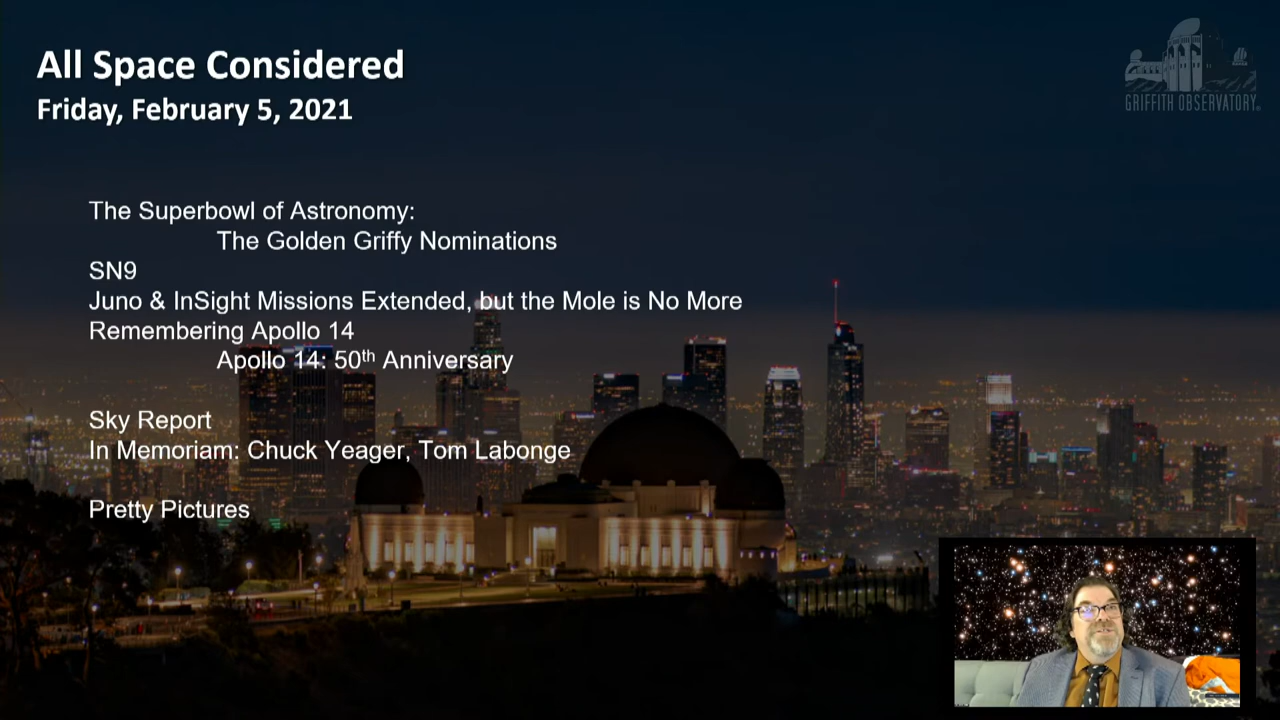 All Space Considered
Friday, February 5, 2021
GRIFFITH OBSERVATORY
The Superbowl of Astronomy:
The Golden Griffy Nominations
SN9
Juno & InSight Missions Extended, but the Mole is No More
Remembering Apollo 14
Apollo 14: 50th Anniversary
Sky Report
In Memoriam: Chuck Yeager, Tom Labonge
Pretty Pictures